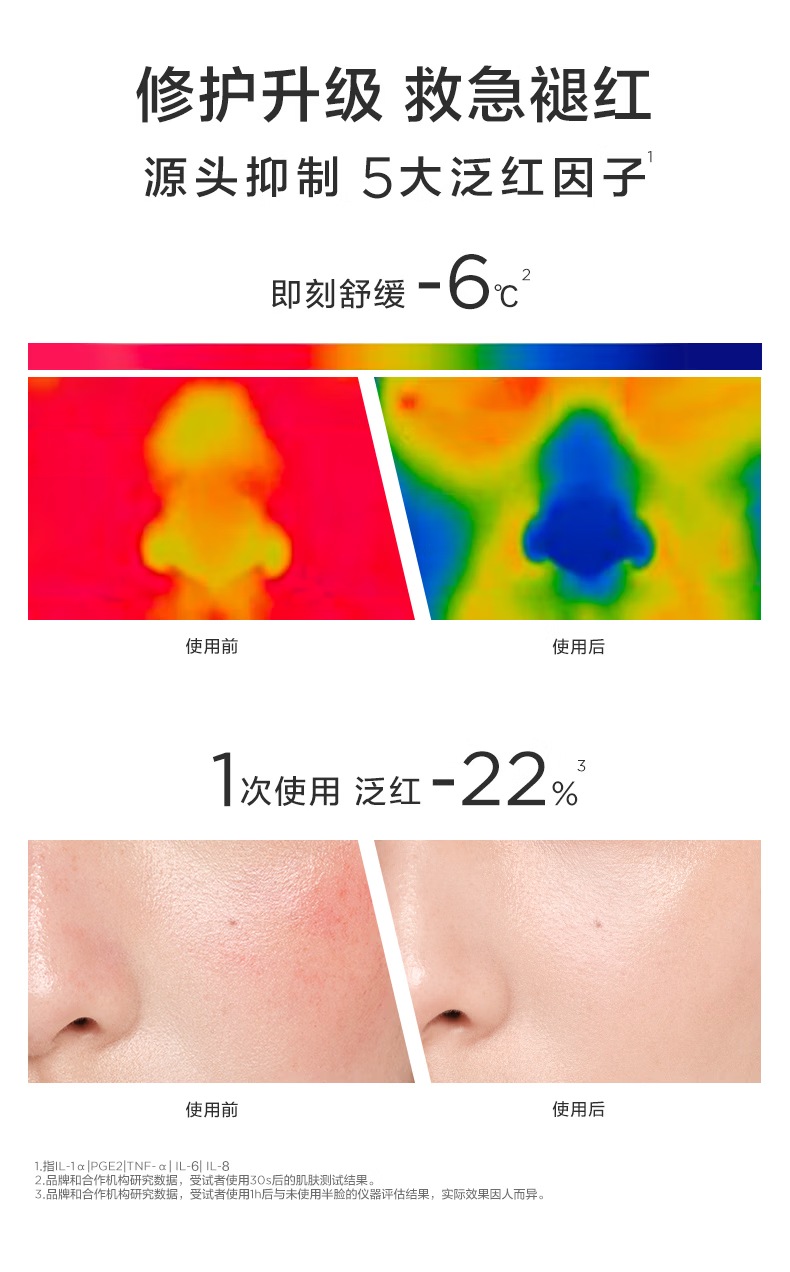 修护升级 救急褪红
源头抑制 5大泛红因子1
即刻舒缓 -6℃2
使用前 使用后
1次使用 泛红 -22%3
使用前 使用后
1.指IL-1α|PGE2|TNF-α| IL-6| IL-8
2.品牌和合作机构研究数据，受试者使用30s后的肌肤测试结果。
3.品牌和合作机构研究数据，受试者使用1h后与未使用半脸的仪器评估结果，实际效果因人而异。